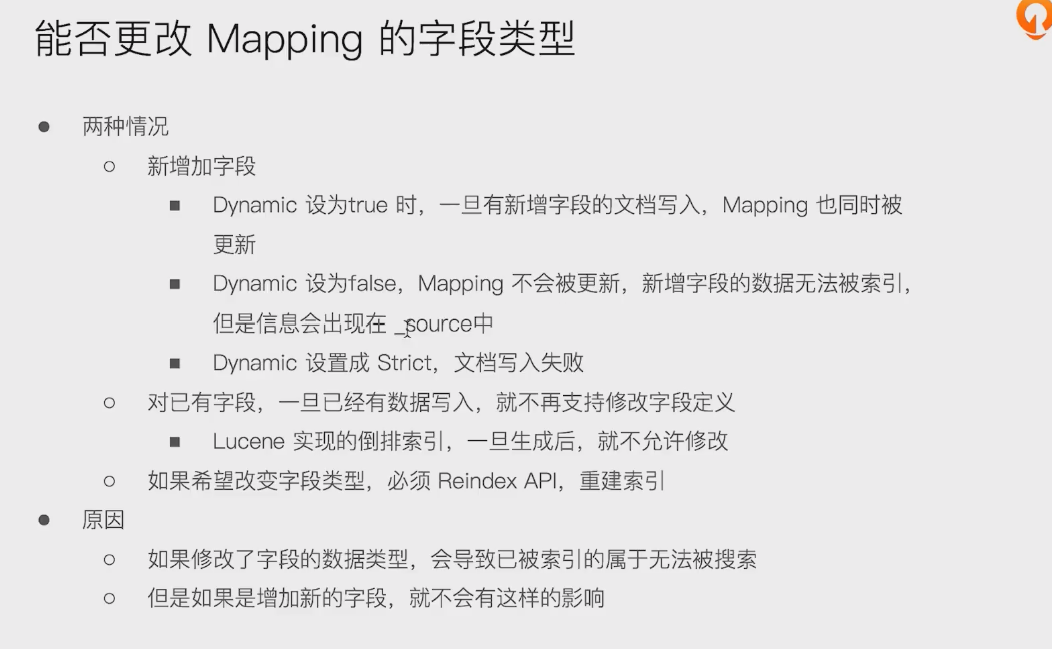 能否更改 Mapping 的字段类型
两种情况
新增加字段
Dynamic 设为true 时，一旦有新增字段的文档写入，Mapping 也同时被
更新
Dynamic 设为false，Mapping 不会被更新，新增字段的数据无法被索引，
但是信息会出现在 _source中
Dynamic 设置成 Strict，文档写入失败
对已有字段，一旦已经有数据写入，就不再支持修改字段定义
Lucene 实现的倒排索引，一旦生成后，就不允许修改
如果希望改变字段类型，必须 Reindex API，重建索引
原因
如果修改了字段的数据类型，会导致已被索引的属于无法被搜索
但是如果是增加新的字段，就不会有这样的影响